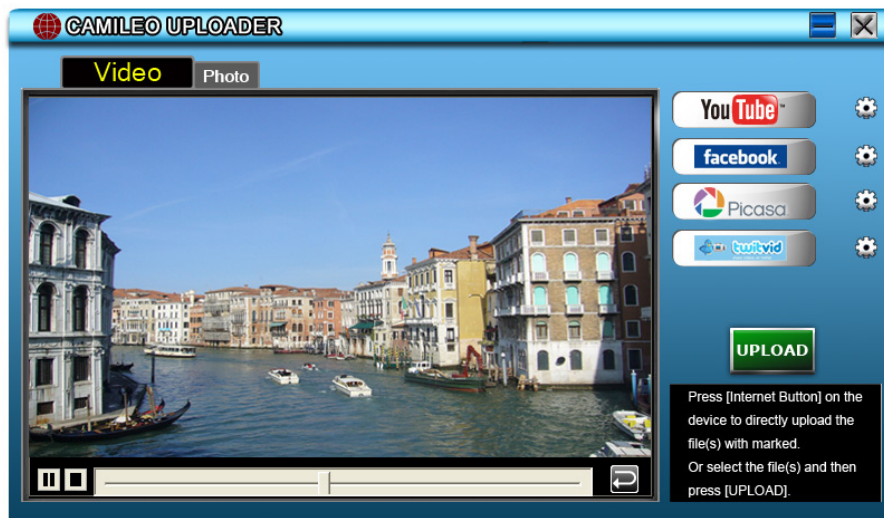 CAMILEO UPLOADER
Video
Photo
YouTube™
facebook.
Picasa
twitvid
UPLOAD
Press [Internet Button] on the
device to directly upload the
file(s) with marked.
Or select the file(s) and then
press [UPLOAD].